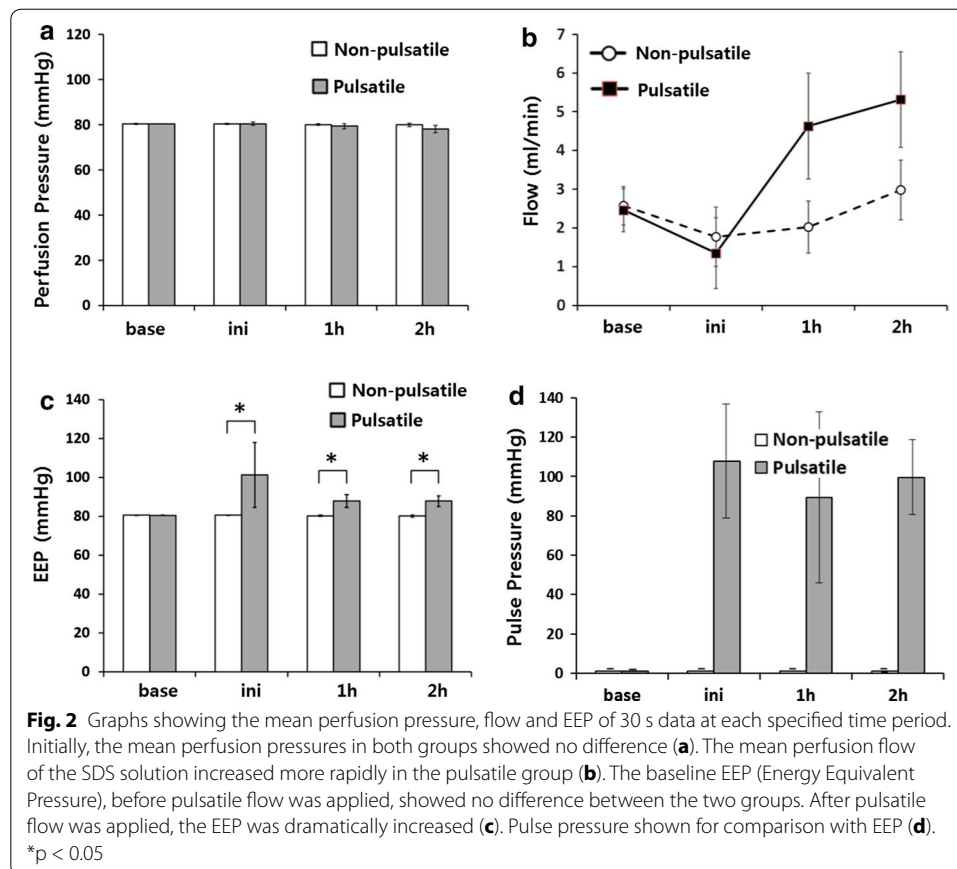 a
120
100
80
60
40
20
0
Perfusion Pressure (mmHg)
Non-pulsatile
Pulsatile
base ini 1h 2h
b
7
6
5
4
3
2
1
0
Flow (ml/min)
Non-pulsatile
Pulsatile
base ini 1h 2h
c
140
120
100
80
60
40
20
0
EEP (mmHg)
Non-pulsatile
Pulsatile
* * *
base ini 1h 2h
d
140
120
100
80
60
40
20
0
Pulse Pressure (mmHg)
Non-pulsatile
Pulsatile
base ini 1h 2h
Fig. 2 Graphs showing the mean perfusion pressure, flow and EEP of 30 s data at each specified time period.
Initially, the mean perfusion pressures in both groups showed no difference (a). The mean perfusion flow
of the SDS solution increased more rapidly in the pulsatile group (b). The baseline EEP (Energy Equivalent
Pressure), before pulsatile flow was applied, showed no difference between the two groups. After pulsatile
flow was applied, the EEP was dramatically increased (c). Pulse pressure shown for comparison with EEP (d).
*p < 0.05